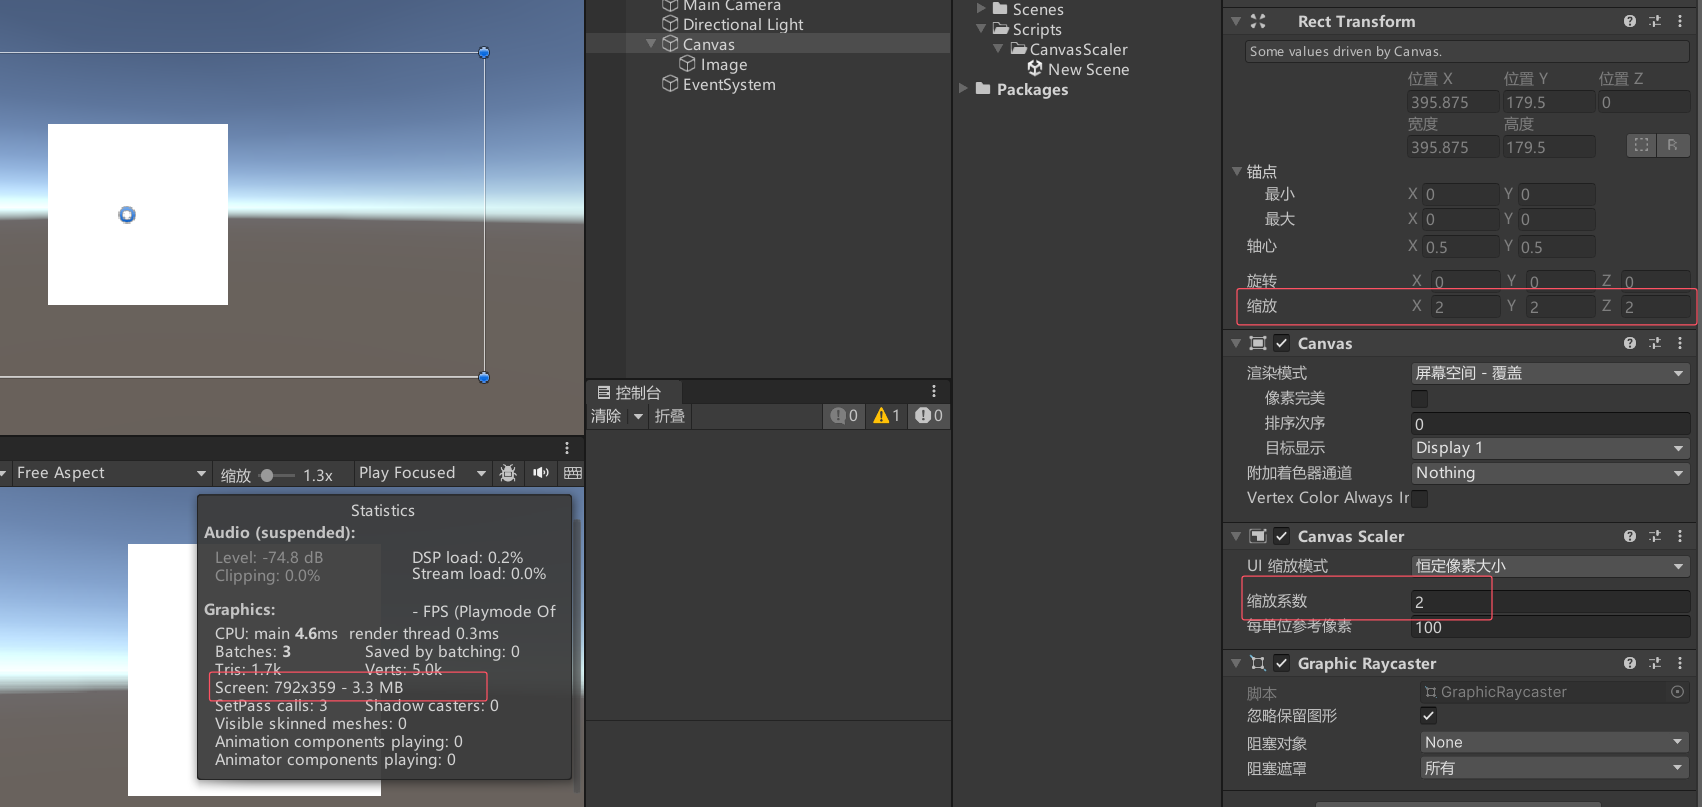 Main Camera
Directional Light
Canvas
Image
EventSystem
Scenes
Scripts
CanvasScaler
New Scene
Packages
Rect Transform
Some values driven by Canvas.
位置 X 位置 Y 位置 Z
395.875 179.5 0
宽度 高度
395.875 179.5 R
锚点
最小 X 0 Y 0
最大 X 0 Y 0
轴心 X 0.5 Y 0.5
旋转 X 0 Y 0 Z 0
缩放 X 2 Y 2 Z 2
Canvas
渲染模式 屏幕空间 - 覆盖
像素完美
排序次序 0
目标显示 Display 1
附加着色器通道 Nothing
Vertex Color Always Ir
Canvas Scaler
UI 缩放模式 恒定像素大小
缩放系数 2
每单位参考像素 100
Graphic Raycaster
脚本 GraphicRaycaster
忽略保留图形
阻塞对象 None
阻塞遮罩 所有
控制台
清除 折叠 0 1 0
Free Aspect 缩放 1.3x Play Focused
Statistics
Audio (suspended):
Level: -74.8 dB DSP load: 0.2%
Clipping: 0.0% Stream load: 0.0%
Graphics: - FPS (Playmode Of
CPU: main 4.6ms render thread 0.3ms
Batches: 3 Saved by batching: 0
Tris: 1.7k Verts: 5.0k
Screen: 792x359 - 3.3 MB
SetPass calls: 3 Shadow casters: 0
Visible skinned meshes: 0
Animation components playing: 0
Animator components playing: 0